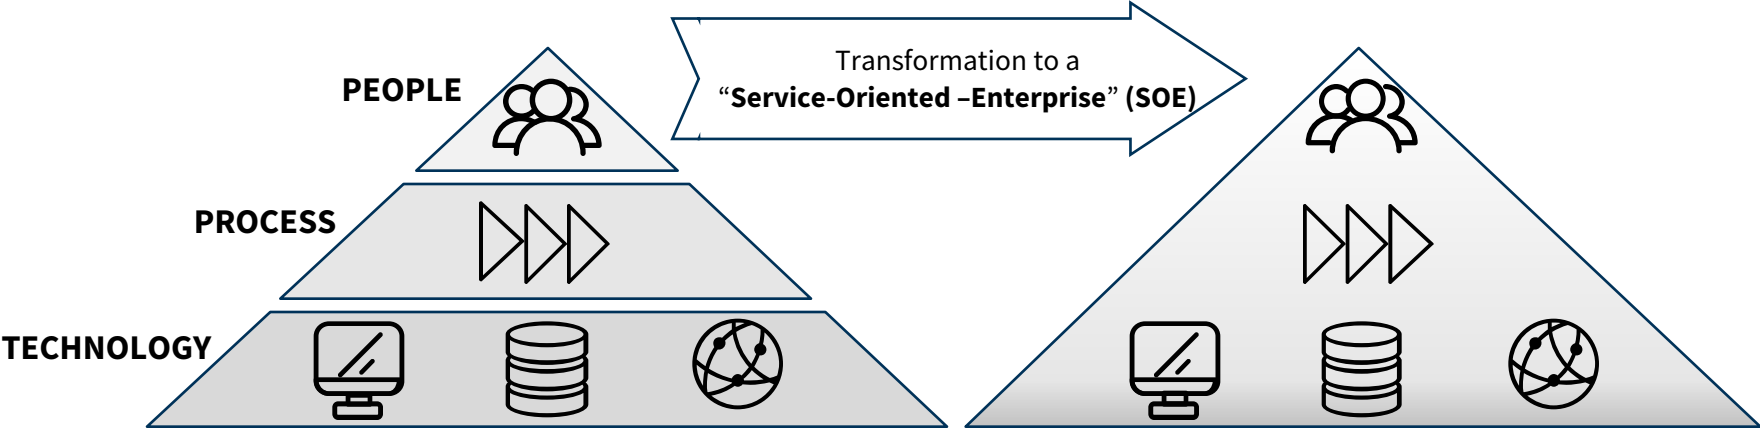 PEOPLE
Transformation to a
“Service-Oriented –Enterprise” (SOE)
PROCESS
TECHNOLOGY